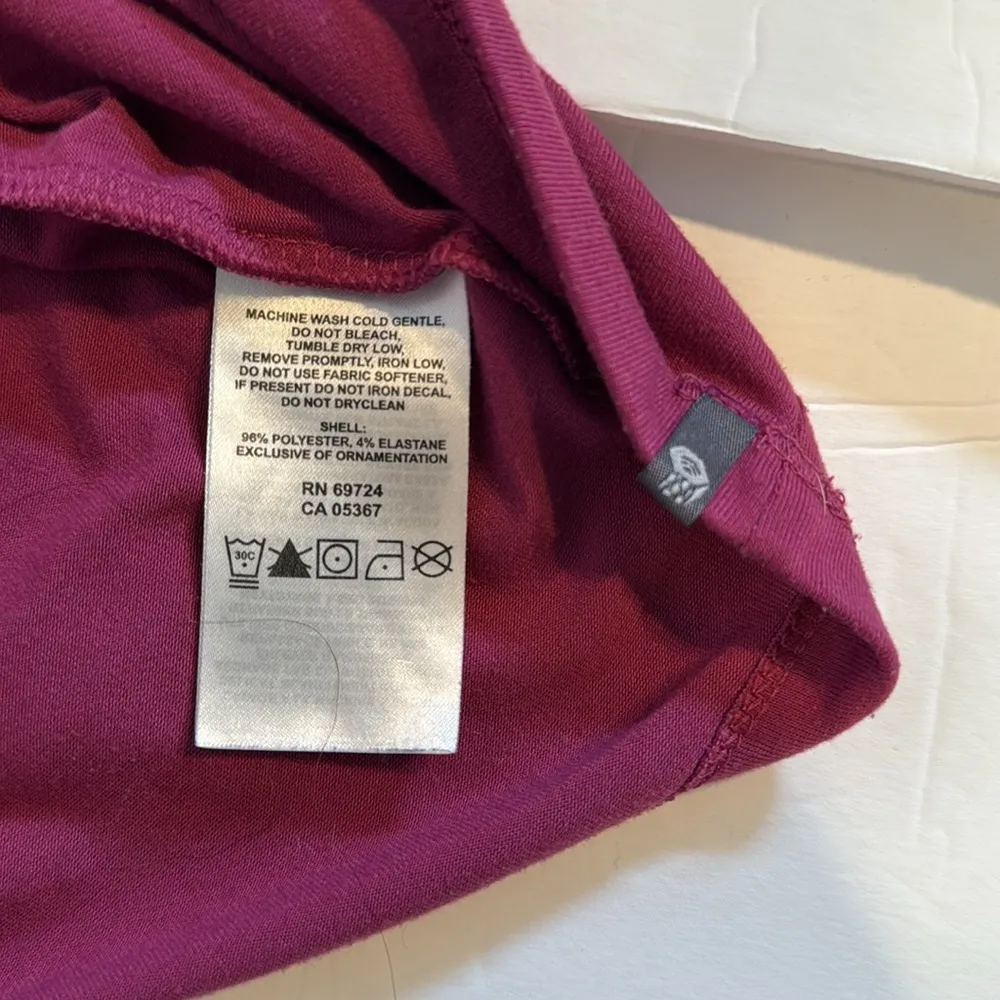 MACHINE WASH COLD GENTLE,
DO NOT BLEACH,
TUMBLE DRY LOW,
REMOVE PROMPTLY, IRON LOW,
DO NOT USE FABRIC SOFTENER,
IF PRESENT DO NOT IRON DECAL,
DO NOT DRYCLEAN
SHELL:
96% POLYESTER, 4% ELASTANE
EXCLUSIVE OF ORNAMENTATION
RN 69724
CA 05367
30C